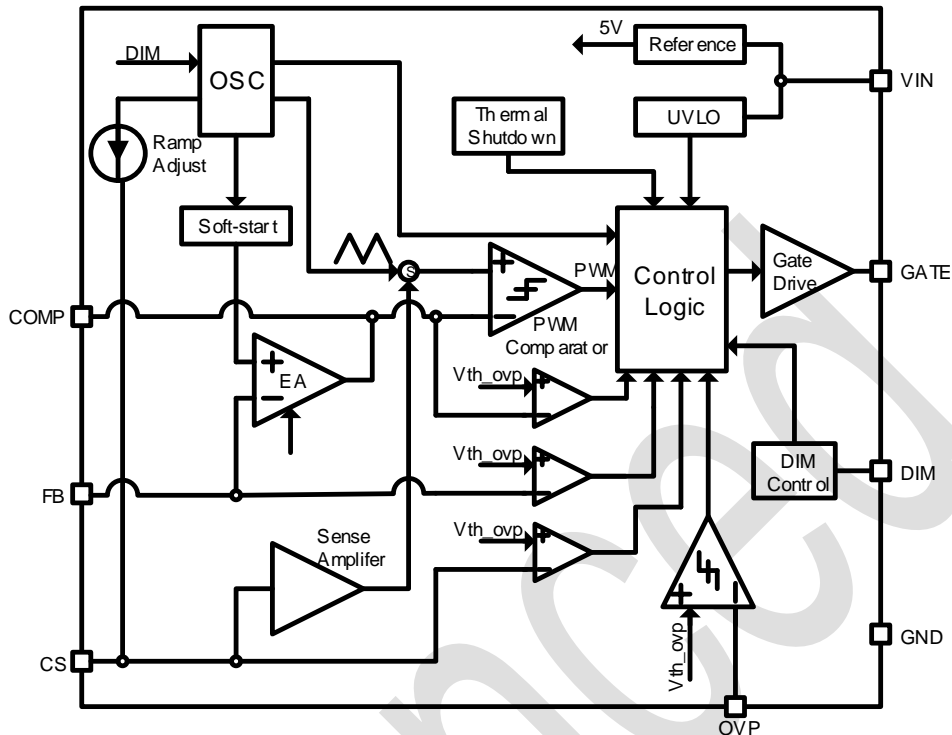 DIM
OSC
5V
Reference
VIN
UVLO
Thermal
Shutdown
Ramp
Adjust
Soft-start
S
+
PWM
Control
Logic
Gate
Drive
GATE
COMP
−
PWM
Comparator
+
EA
−
Vth_ovp
+
−
Vth_ovp
+
−
DIM
Control
DIM
FB
Vth_ovp
+
−
Sense
Amplifer
+
−
GND
CS
Vth_ovp
OVP
nced